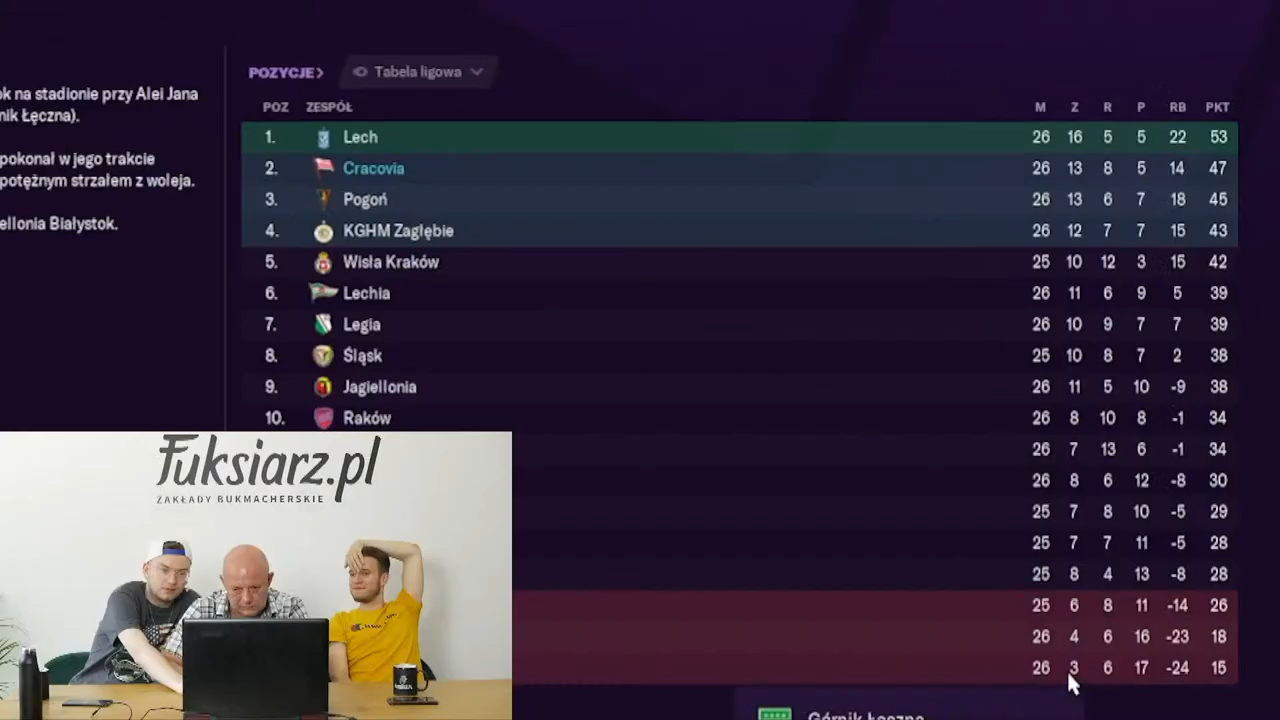 ok na stadionie przy Alei Jana
nik Łęczna).
pokonał w jego trakcie
potężnym strzałem z woleja.
ellonia Białystok.
POZYCJE> Tabela ligowa
POZ ZESPÓŁ M Z R P RB PKT
1. Lech 26 16 5 5 22 53
2. Cracovia 26 13 8 5 14 47
3. Pogoń 26 13 6 7 18 45
4. KGHM Zagłębie 26 12 7 7 15 43
5. Wisła Kraków 25 10 12 3 15 42
6. Lechia 26 11 6 9 5 39
7. Legia 26 10 9 7 7 39
8. Śląsk 25 10 8 7 2 38
9. Jagiellonia 26 11 5 10 -9 38
10. Raków 26 8 10 8 -1 34
26 7 13 6 -1 34
26 8 6 12 -8 30
25 7 8 10 -5 29
25 7 7 11 -5 28
25 8 4 13 -8 28
25 6 8 11 -14 26
26 4 6 16 -23 18
26 3 6 17 -24 15
Górnik Łęczna
Fuksiarz.pl
ZAKŁADY BUKMACHERSKIE